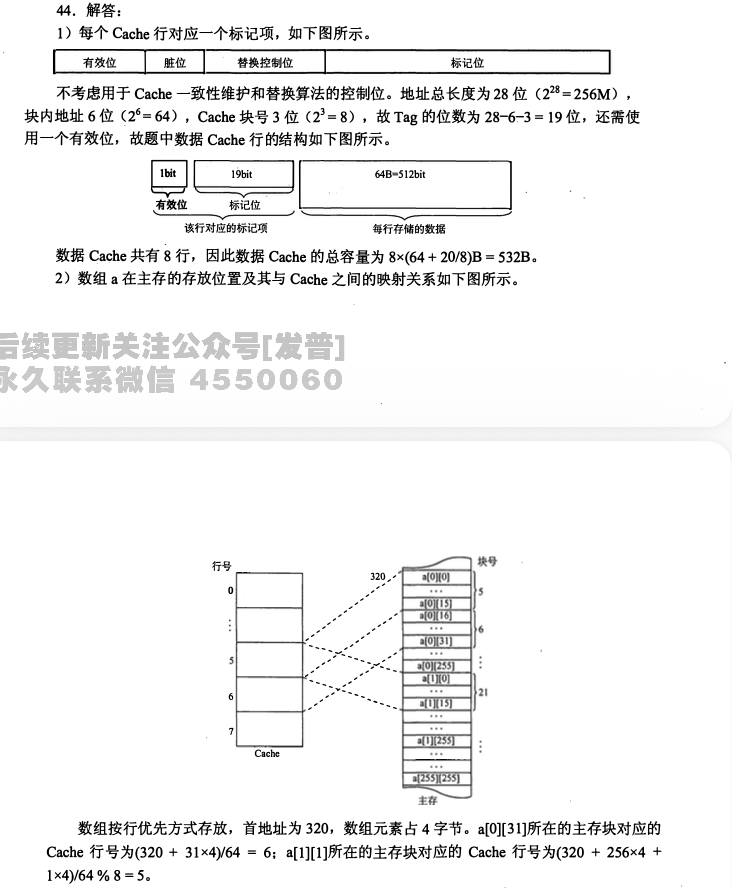 44．解答：
1）每个 Cache 行对应一个标记项，如下图所示。
有效位 脏位 替换控制位 标记位
不考虑用于 Cache 一致性维护和替换算法的控制位。地址总长度为 28 位（2²⁸ = 256M），
块内地址 6 位（2⁶ = 64），Cache 块号 3 位（2³ = 8），故 Tag 的位数为 28−6−3 = 19 位，还需使
用一个有效位，故题中数据 Cache 行的结构如下图所示。
1bit 19bit 64B=512bit
有效位 标记位
该行对应的标记项 每行存储的数据
数据 Cache 共有 8 行，因此数据 Cache 的总容量为 8×(64 + 20/8)B = 532B。
2）数组 a 在主存的存放位置及其与 Cache 之间的映射关系如下图所示。
后续更新关注公众号[发普]
永久联系微信 4550060
行号
0
⋮
5
6
7
Cache
320
块号
a[0][0]
…
5
a[0][15]
a[0][16]
…
6
a[0][31]
…
⋮
a[0][255]
a[1][0]
…
21
a[1][15]
…
…
a[1][255]
⋮
…
…
a[255][255]
主存
数组按行优先方式存放，首地址为 320，数组元素占 4 字节。a[0][31]所在的主存块对应的
Cache 行号为(320 + 31×4)/64 = 6；a[1][1]所在的主存块对应的 Cache 行号为(320 + 256×4 +
1×4)/64 % 8 = 5。